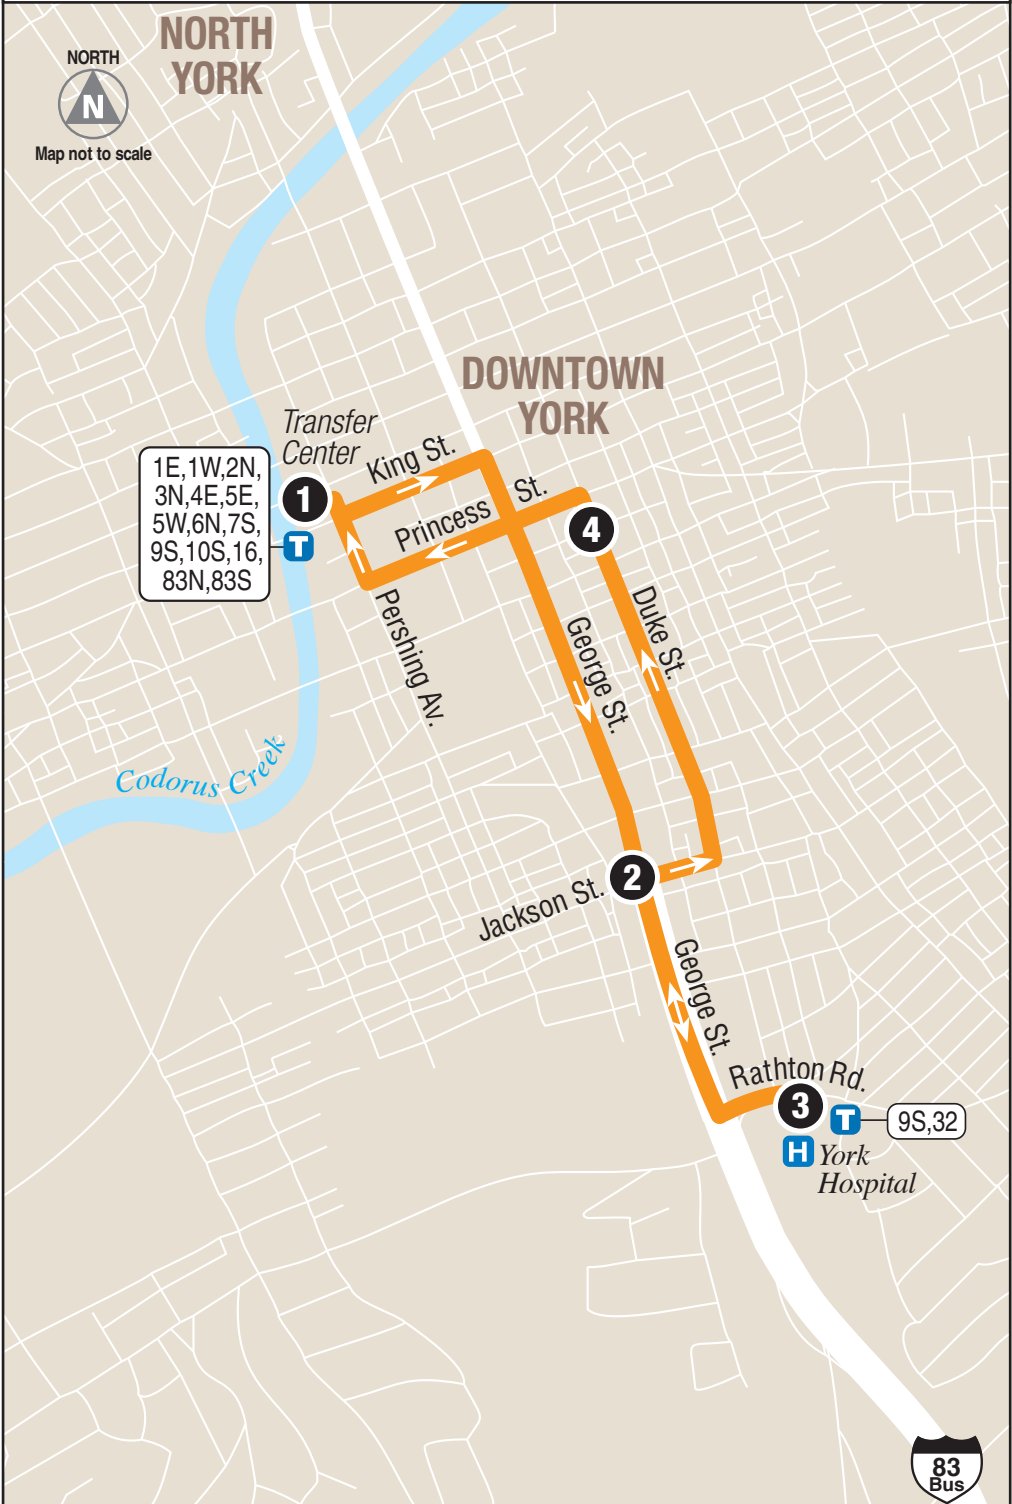 NORTH
YORK
NORTH
N
Map not to scale
DOWNTOWN
YORK
Transfer
Center
King St.
1E,1W,2N,
3N,4E,5E,
5W,6N,7S,
9S,10S,16,
83N,83S
1
T
Princess St.
4
Pershing Av.
George St.
Duke St.
Codorus Creek
2
Jackson St.
George St.
Rathton Rd.
3
T
9S,32
H
York
Hospital
83
Bus